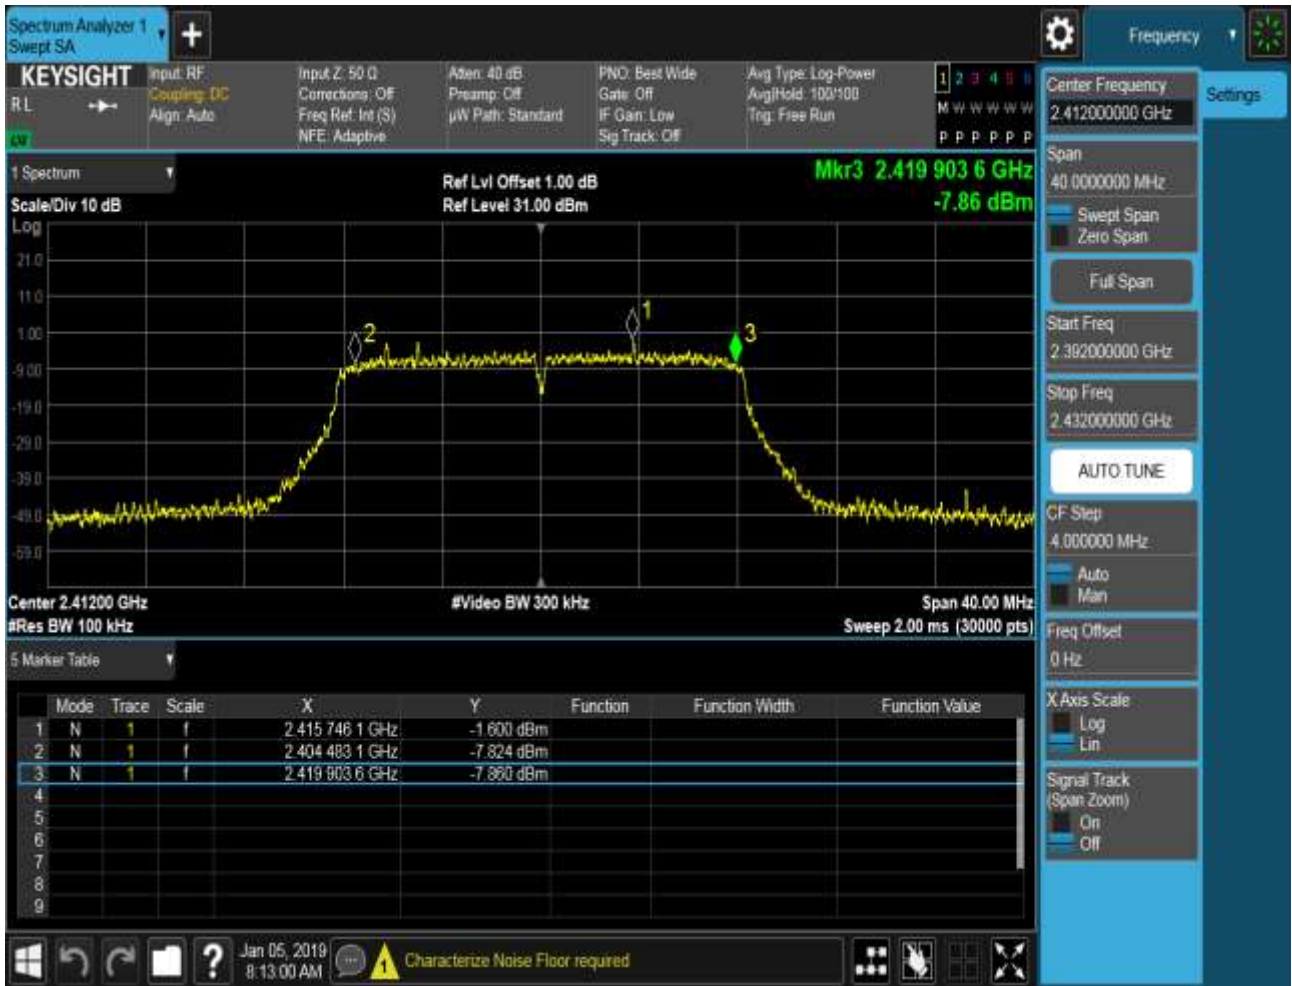 Spectrum Analyzer 1
Swept SA
+
Frequency
KEYSIGHT
R L
Input: RF
Coupling: DC
Align: Auto
Input Z: 50 Ω
Corrections: Off
Freq Ref: Int (S)
NFE: Adaptive
Atten: 40 dB
Preamp: Off
µW Path: Standard
PNO: Best Wide
Gate: Off
IF Gain: Low
Sig Track: Off
Avg Type: Log-Power
Avg|Hold: 100/100
Trig: Free Run
1 2 3 4 5 6
M W W W W W
P P P P P P
1 Spectrum
Scale/Div 10 dB
Ref Lvl Offset 1.00 dB
Ref Level 31.00 dBm
Mkr3 2.419 903 6 GHz
-7.86 dBm
Log
21.0
11.0
1.00
-9.00
-19.0
-29.0
-39.0
-49.0
-59.0
1
2
3
Center 2.41200 GHz
#Res BW 100 kHz
#Video BW 300 kHz
Span 40.00 MHz
Sweep 2.00 ms (30000 pts)
5 Marker Table
Mode Trace Scale X Y Function Function Width Function Value
1 N 1 f 2.415 746 1 GHz -1.600 dBm
2 N 1 f 2.404 483 1 GHz -7.824 dBm
3 N 1 f 2.419 903 6 GHz -7.860 dBm
4
5
6
7
8
9
Center Frequency
2.412000000 GHz
Settings
Span
40.0000000 MHz
Swept Span
Zero Span
Full Span
Start Freq
2.392000000 GHz
Stop Freq
2.432000000 GHz
AUTO TUNE
CF Step
4.000000 MHz
Auto
Man
Freq Offset
0 Hz
X Axis Scale
Log
Lin
Signal Track
(Span Zoom)
On
Off
?
Jan 05, 2019
8:13:00 AM
1
Characterize Noise Floor required